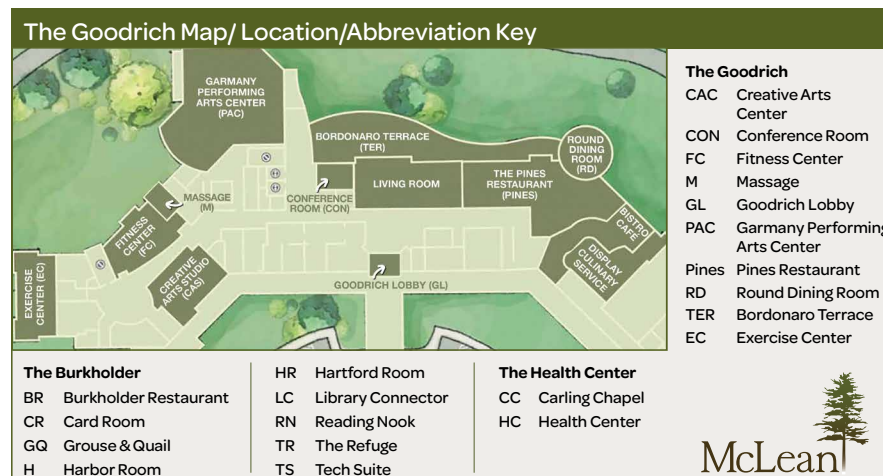 The Goodrich Map/ Location/Abbreviation Key
GARMANY
PERFORMING
ARTS CENTER
(PAC)
BORDONARO TERRACE
(TER)
ROUND
DINING
ROOM
(RD)
LIVING ROOM
THE PINES
RESTAURANT
(PINES)
MASSAGE
(M)
CONFERENCE
ROOM (CON)
BISTRO
CAFE
FITNESS
CENTER
(FC)
DISPLAY
CULINARY
SERVICE
EXERCISE
CENTER (EC)
CREATIVE
ARTS STUDIO
(CAS)
GOODRICH LOBBY (GL)
The Goodrich
CAC Creative Arts
Center
CON Conference Room
FC Fitness Center
M Massage
GL Goodrich Lobby
PAC Garmany Performing
Arts Center
Pines Pines Restaurant
RD Round Dining Room
TER Bordonaro Terrace
EC Exercise Center
The Burkholder
BR Burkholder Restaurant
CR Card Room
GQ Grouse & Quail
H Harbor Room
HR Hartford Room
LC Library Connector
RN Reading Nook
TR The Refuge
TS Tech Suite
The Health Center
CC Carling Chapel
HC Health Center
McLean